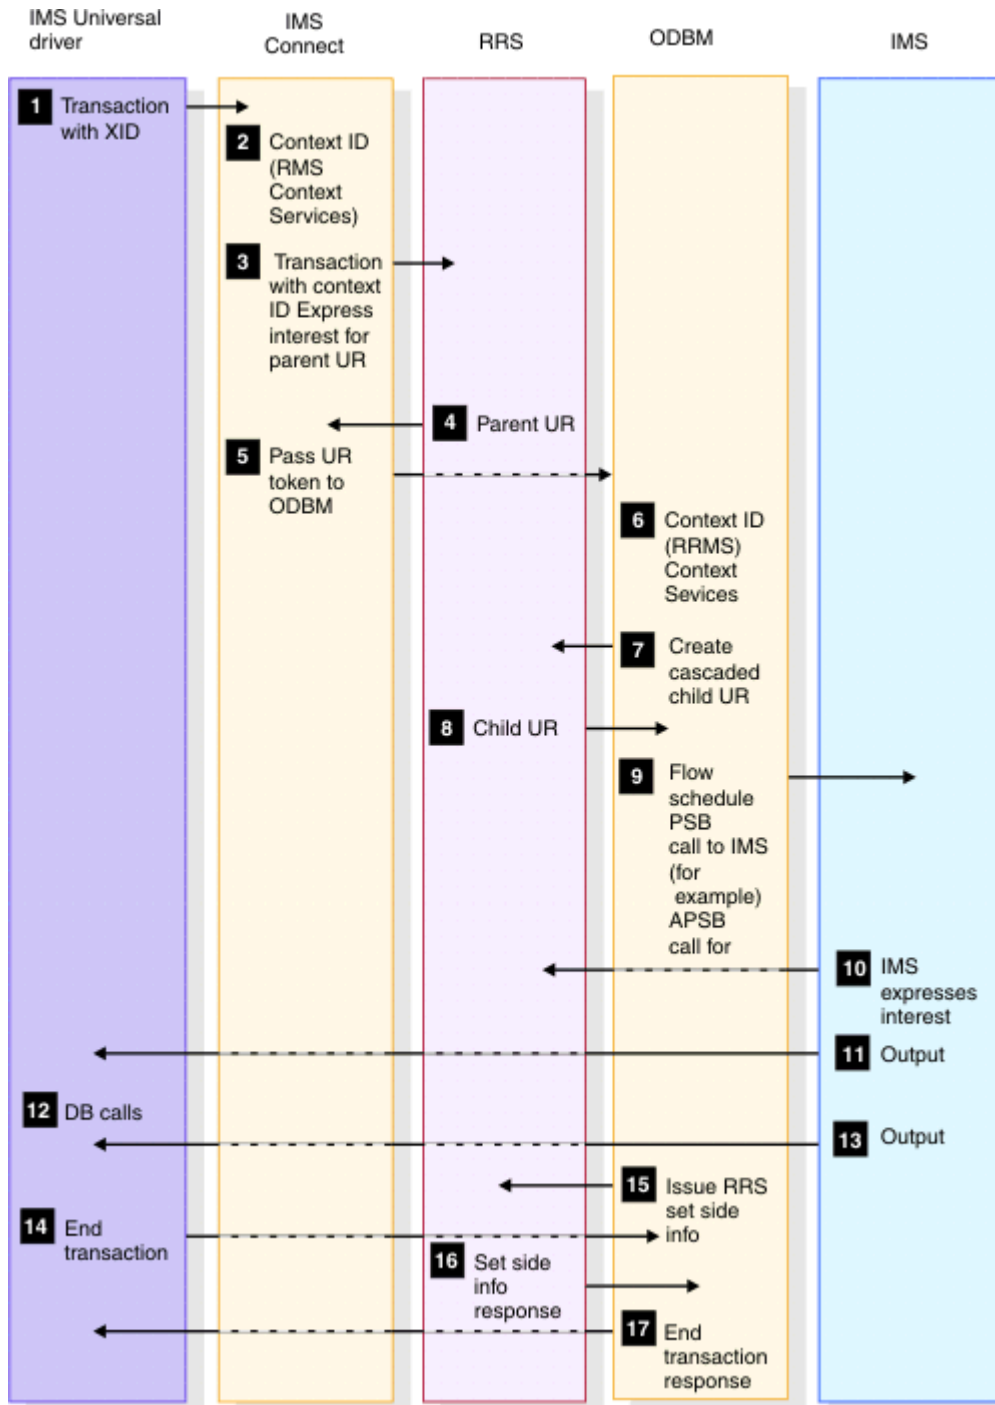 IMS Universal
driver
IMS
Connect
RRS
ODBM
IMS
1 Transaction
with XID
2 Context ID
(RMS
Context
Services)
3 Transaction
with context
ID Express
interest for
parent UR
4 Parent UR
5 Pass UR
token to
ODBM
6 Context ID
(RRMS)
Context
Sevices
7 Create
cascaded
child UR
8 Child UR
9 Flow
schedule
PSB
call to IMS
(for
example)
APSB
call for
10 IMS
expresses
interest
11 Output
12 DB calls
13 Output
15 Issue RRS
set side
info
14 End
transaction
16 Set side
info
response
17 End
transaction
response